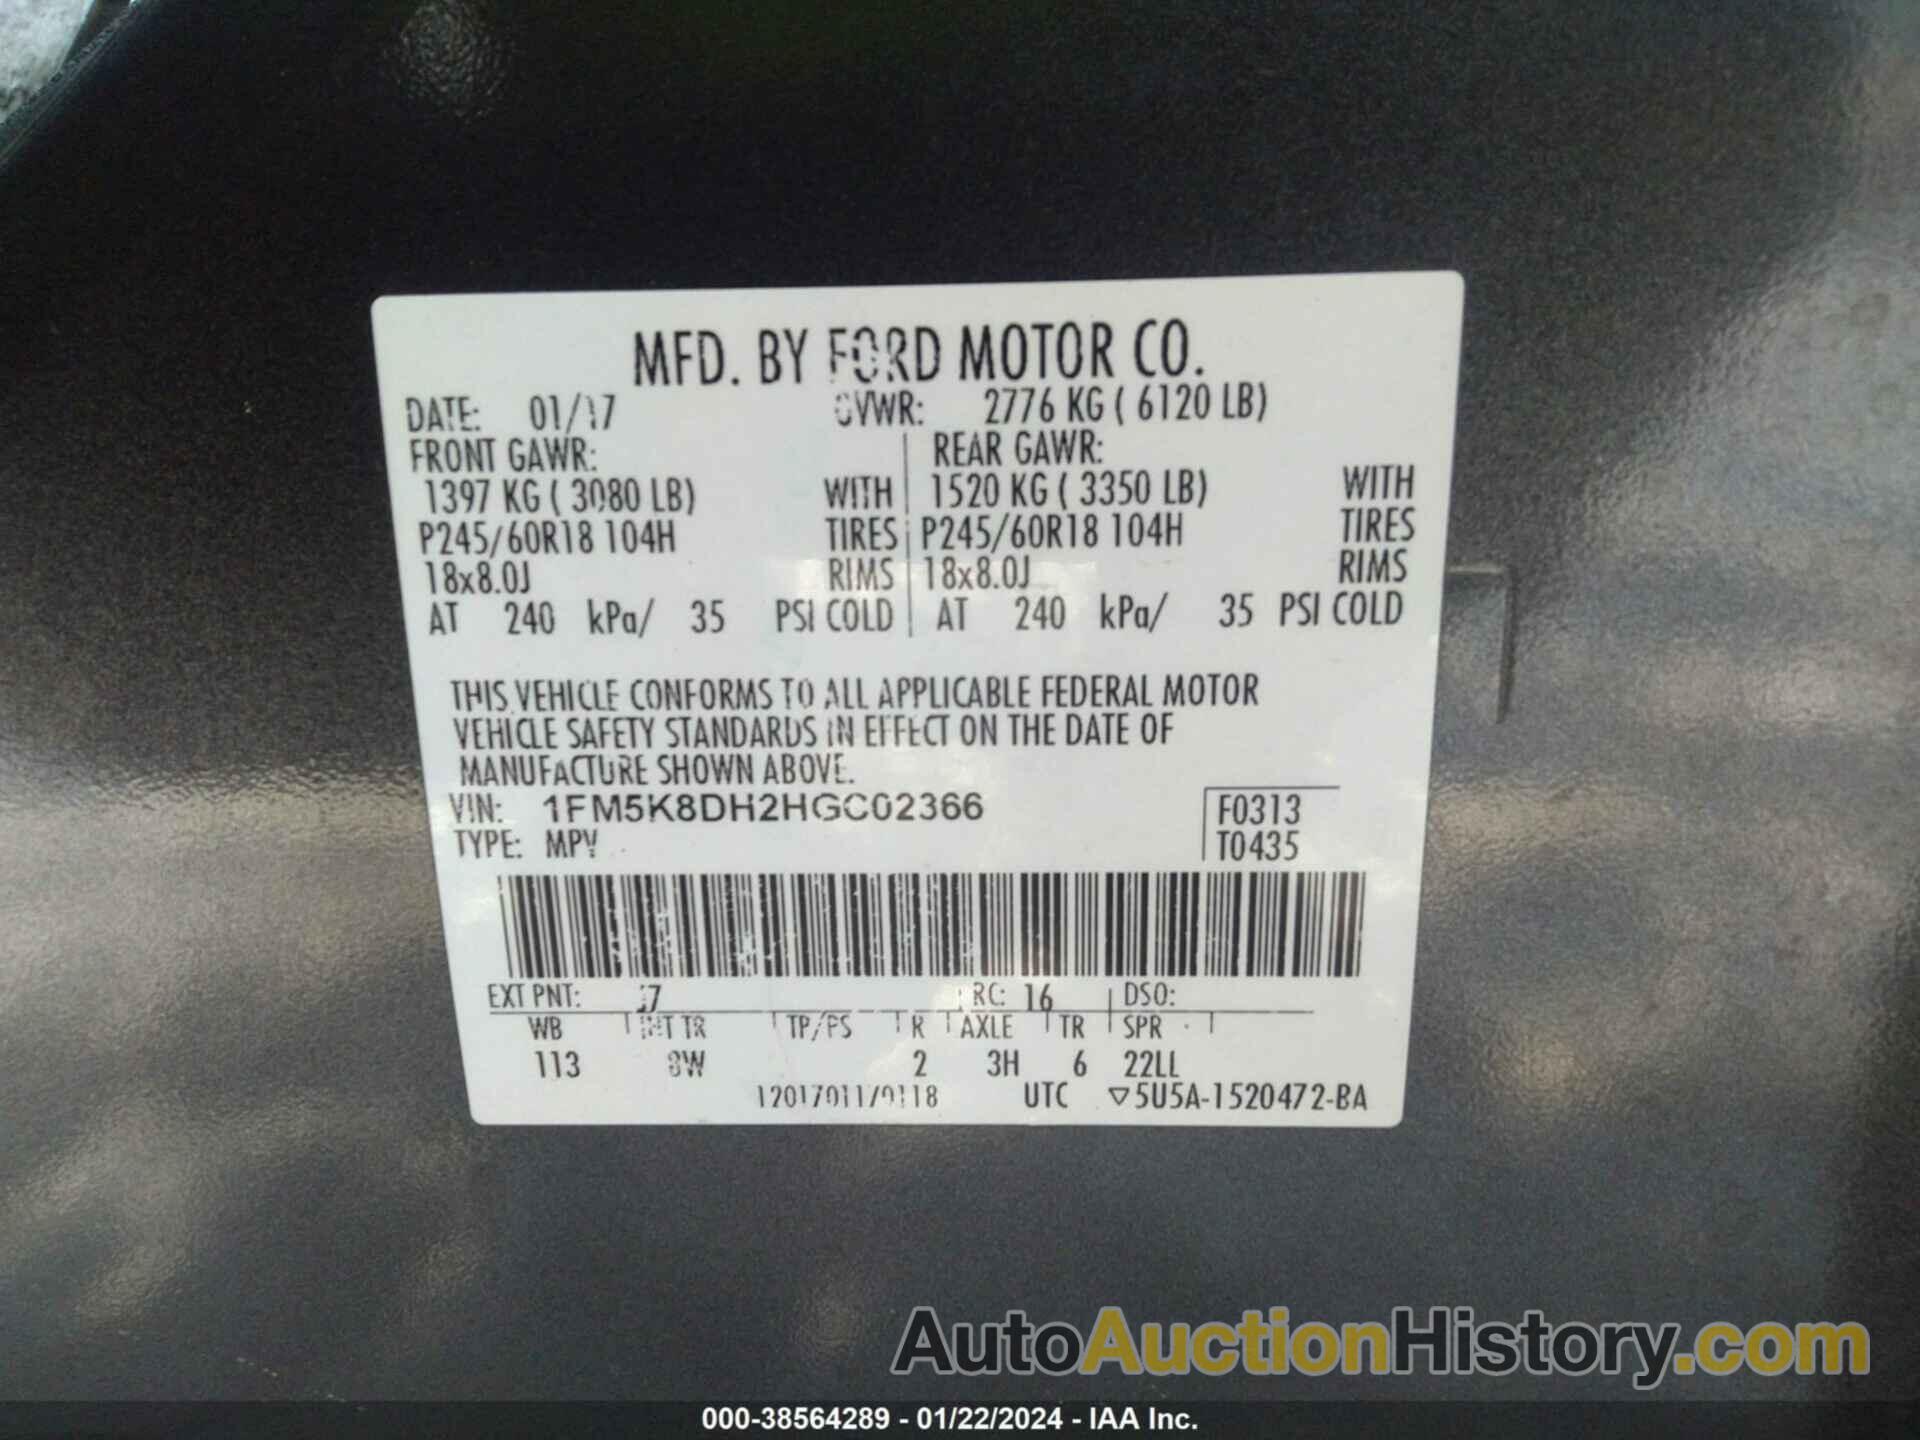 MFD. BY FORD MOTOR CO.
DATE: 01/17 GVWR: 2776 KG ( 6120 LB)
FRONT GAWR: REAR GAWR:
1397 KG ( 3080 LB) WITH 1520 KG ( 3350 LB) WITH
P245/60R18 104H TIRES P245/60R18 104H TIRES
18x8.0J RIMS 18x8.0J RIMS
AT 240 kPa/ 35 PSI COLD AT 240 kPa/ 35 PSI COLD
THIS VEHICLE CONFORMS TO ALL APPLICABLE FEDERAL MOTOR
VEHICLE SAFETY STANDARDS IN EFFECT ON THE DATE OF
MANUFACTURE SHOWN ABOVE.
VIN: 1FM5K8DH2HGC02366 F0313
TYPE: MPV T0435
EXT PNT: RC: 16 DSO:
WB INT TR TP/PS R AXLE TR SPR
113 2 3H 6 22LL
UTC ▽5U5A-1520472-BA
AutoAuctionHistory.com
000-38564289 - 01/22/2024 - IAA Inc.